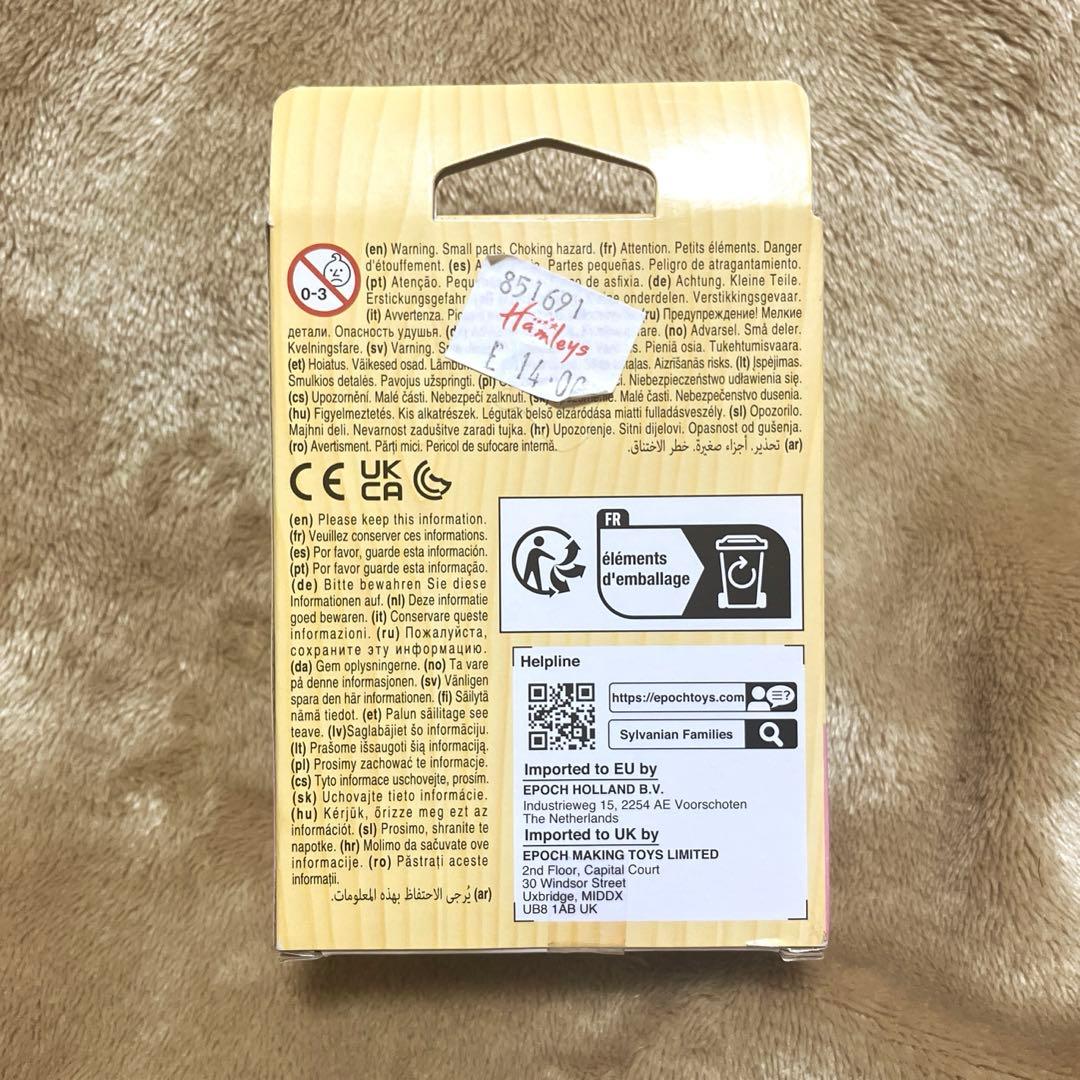 0-3
(en) Warning. Small parts. Choking hazard. (fr) Attention. Petits éléments. Danger
d'étouffement. (es) A Partes pequeñas. Peligro de atragantamiento.
(pt) Atenção. Pequ de asfixia. (de) Achtung. Kleine Teile.
Erstickungsgefahr onderdelen. Verstikkingsgevaar.
(it) Avvertenza. Pic (ru) Предупреждение! Мелкие
детали. Опасность удушья. (d are. (no) Advarsel. Små deler.
Kvelningsfare. (sv) Varning. S Pieniä osia. Tukehtumisvaara.
(et) Hoiatus. Väikesed osad. Lämbu Aizrīšanās risks. (lt) Įspėjimas.
Smulkios detalės. Pavojus užspringti. (pl) Niebezpieczeństwo udławienia się.
(cs) Upozornění. Malé části. Nebezpečí zalknutí. Malé časti. Nebezpečenstvo dusenia.
(hu) Figyelmeztetés. Kis alkatrészek. Légutak belső elzáródása miatti fulladásveszély. (sl) Opozorilo.
Majhni deli. Nevarnost zadušitve zaradi tujka. (hr) Upozorenje. Sitni dijelovi. Opasnost od gušenja.
(ro) Avertisment. Părți mici. Pericol de sufocare internă.
(ar) تحذير. أجزاء صغيرة. خطر الاختناق.
851691
Hamleys
£ 14.00
CE UK
CA
(en) Please keep this information.
(fr) Veuillez conserver ces informations.
(es) Por favor, guarde esta información.
(pt) Por favor guarde esta informação.
(de) Bitte bewahren Sie diese
Informationen auf. (nl) Deze informatie
goed bewaren. (it) Conservare queste
informazioni. (ru) Пожалуйста,
сохраните эту информацию.
(da) Gem oplysningerne. (no) Ta vare
på denne informasjonen. (sv) Vänligen
spara den här informationen. (fi) Säilytä
nämä tiedot. (et) Palun säilitage see
teave. (lv)Saglabājiet šo informāciju.
(lt) Prašome išsaugoti šią informaciją.
(pl) Prosimy zachować te informacje.
(cs) Tyto informace uschovejte, prosím.
(sk) Uchovajte tieto informácie.
(hu) Kérjük, őrizze meg ezt az
információt. (sl) Prosimo, shranite te
napotke. (hr) Molimo da sačuvate ove
informacije. (ro) Păstrați aceste
informații.
(ar) يُرجى الاحتفاظ بهذه المعلومات.
FR
éléments
d'emballage
Helpline
https://epochtoys.com
Sylvanian Families
Imported to EU by
EPOCH HOLLAND B.V.
Industrieweg 15, 2254 AE Voorschoten
The Netherlands
Imported to UK by
EPOCH MAKING TOYS LIMITED
2nd Floor, Capital Court
30 Windsor Street
Uxbridge, MIDDX
UB8 1AB UK